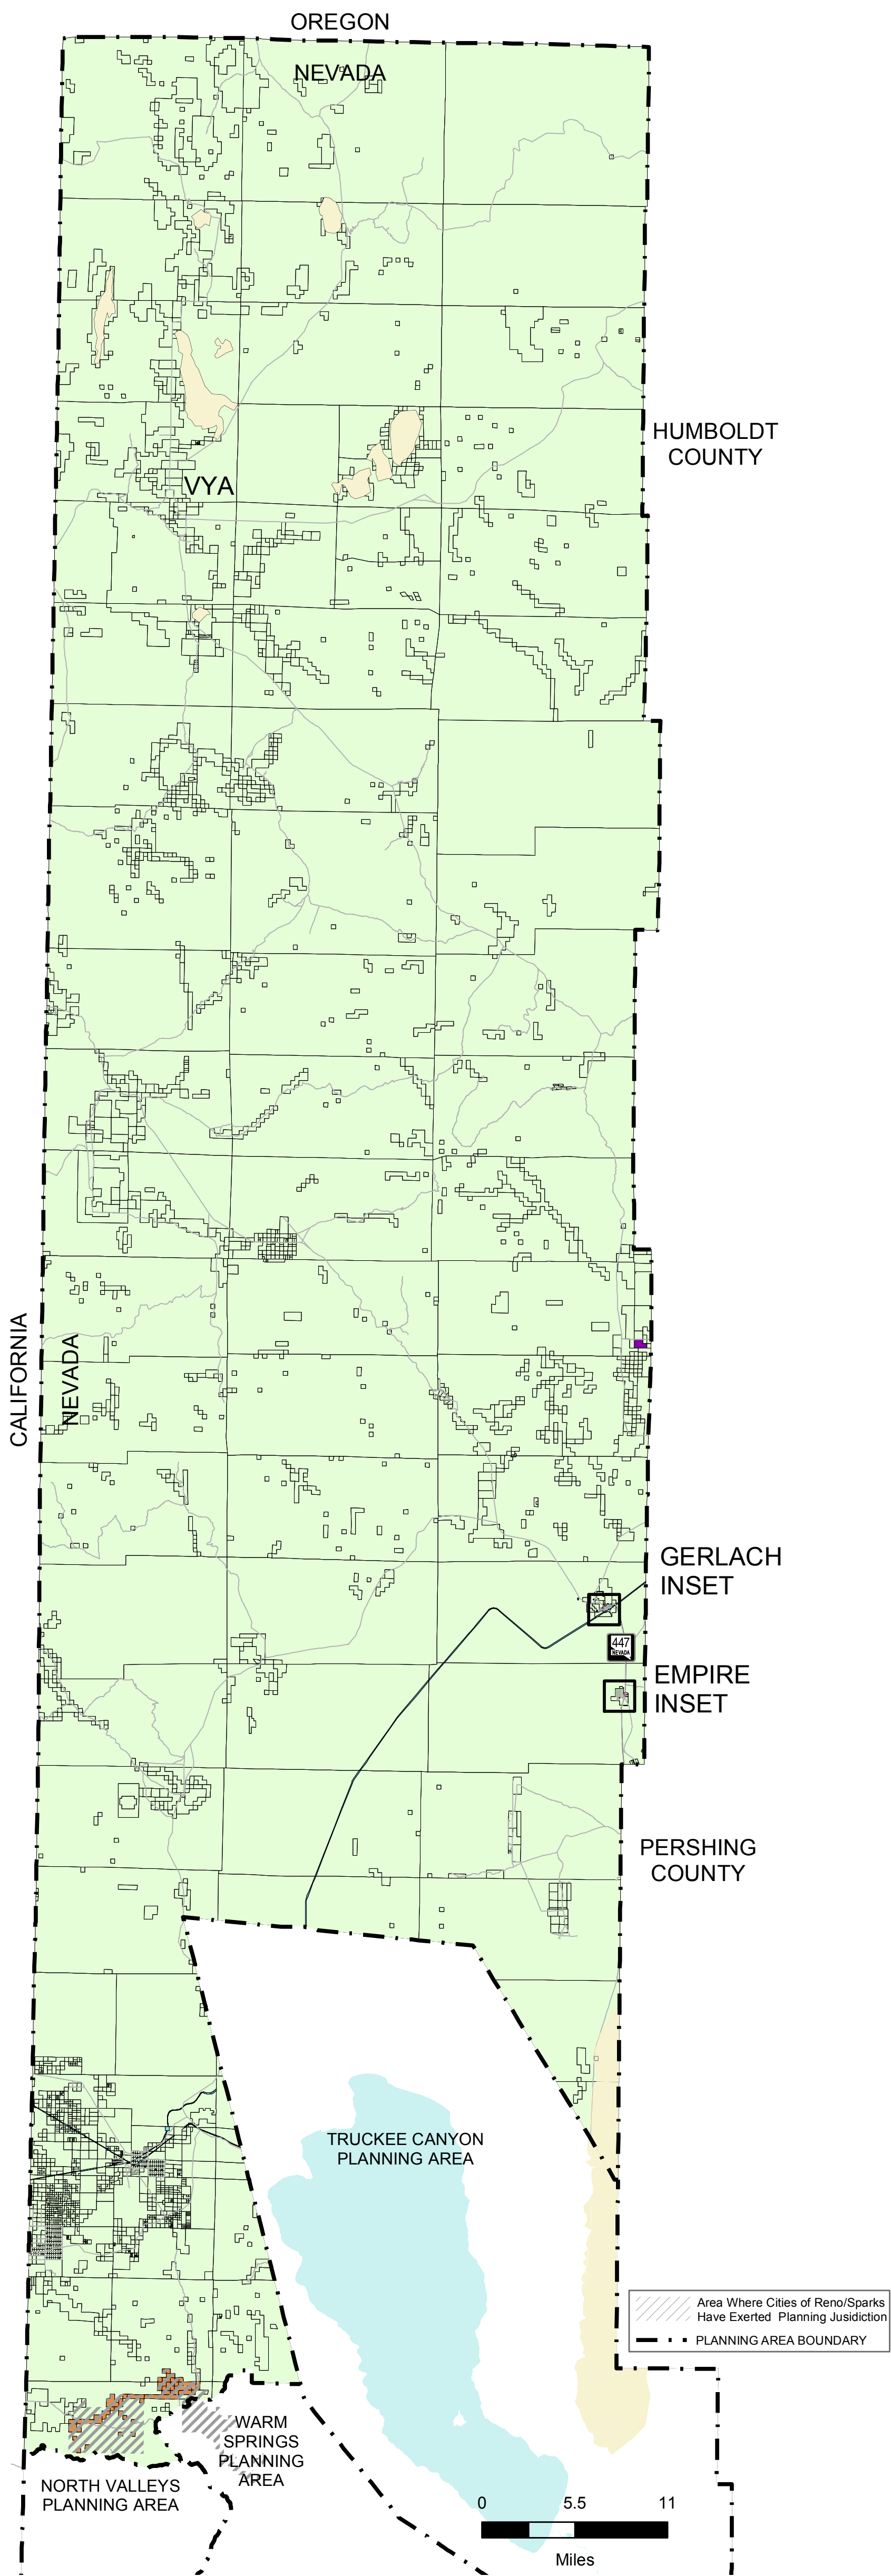 OREGON
NEVADA
HUMBOLDT
COUNTY
VYA
CALIFORNIA
NEVADA
GERLACH
INSET
447
NEVADA
EMPIRE
INSET
PERSHING
COUNTY
TRUCKEE CANYON
PLANNING AREA
Area Where Cities of Reno/Sparks
Have Exerted Planning Jusidiction
PLANNING AREA BOUNDARY
WARM
SPRINGS
PLANNING
AREA
NORTH VALLEYS
PLANNING AREA
0 5.5 11
Miles